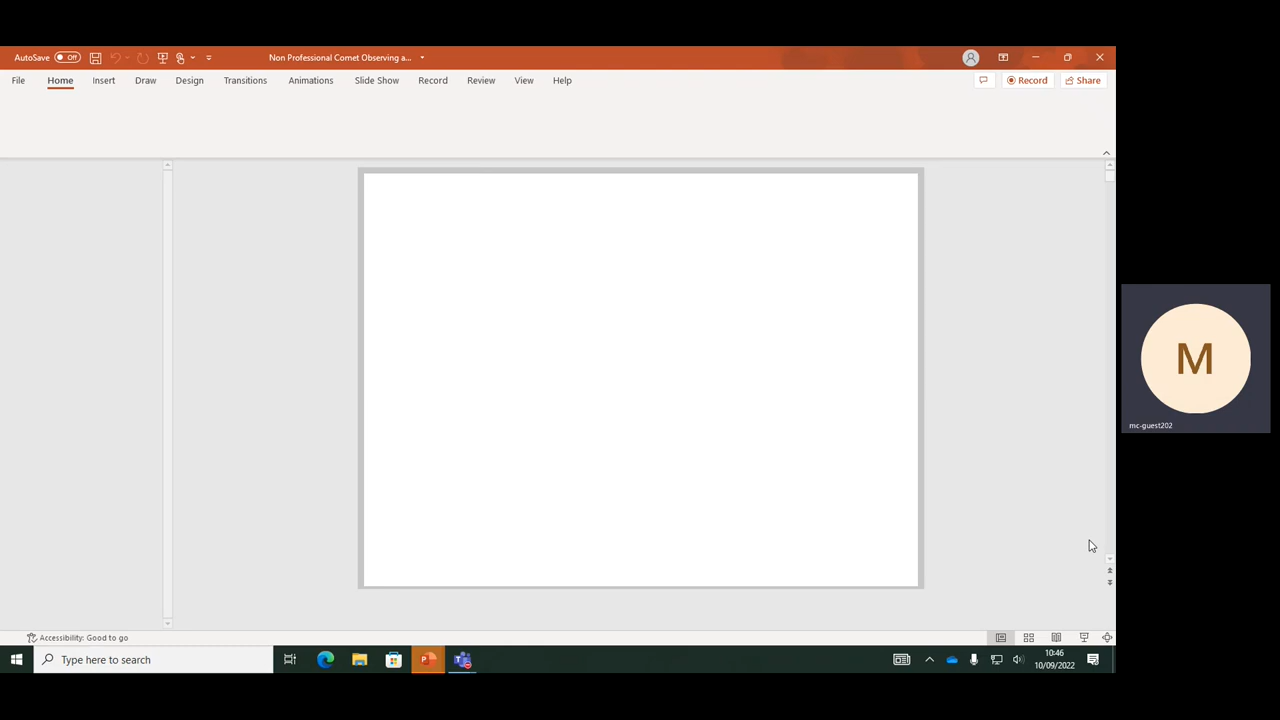 AutoSave Off Non Professional Comet Observing a...
File Home Insert Draw Design Transitions Animations Slide Show Record Review View Help Record Share
M
mc-guest202
Accessibility: Good to go
Type here to search
10:46
10/09/2022